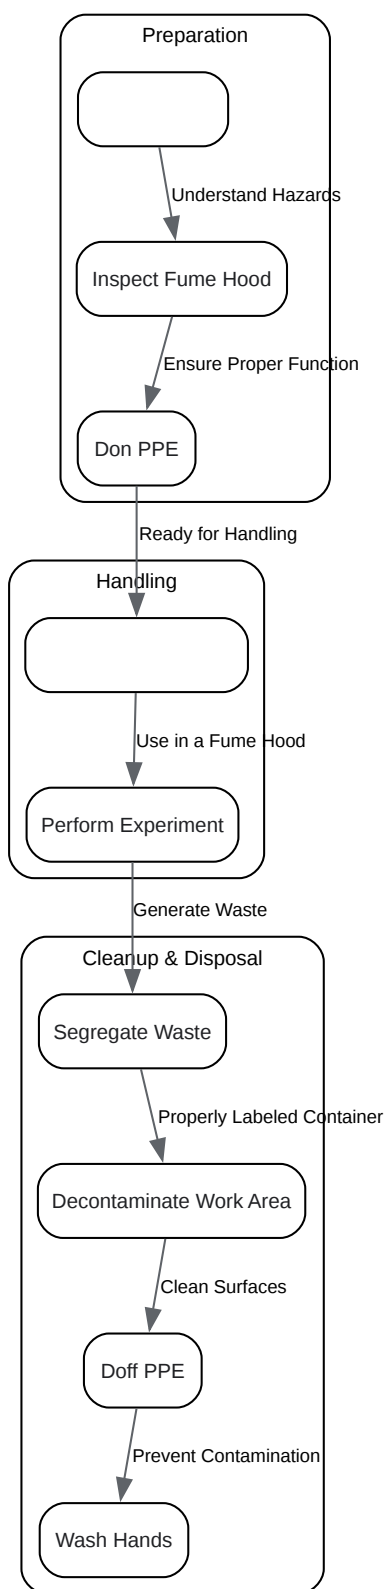 Preparation
Understand Hazards
Inspect Fume Hood
Ensure Proper Function
Don PPE
Ready for Handling
Handling
Use in a Fume Hood
Perform Experiment
Generate Waste
Cleanup & Disposal
Segregate Waste
Properly Labeled Container
Decontaminate Work Area
Clean Surfaces
Doff PPE
Prevent Contamination
Wash Hands